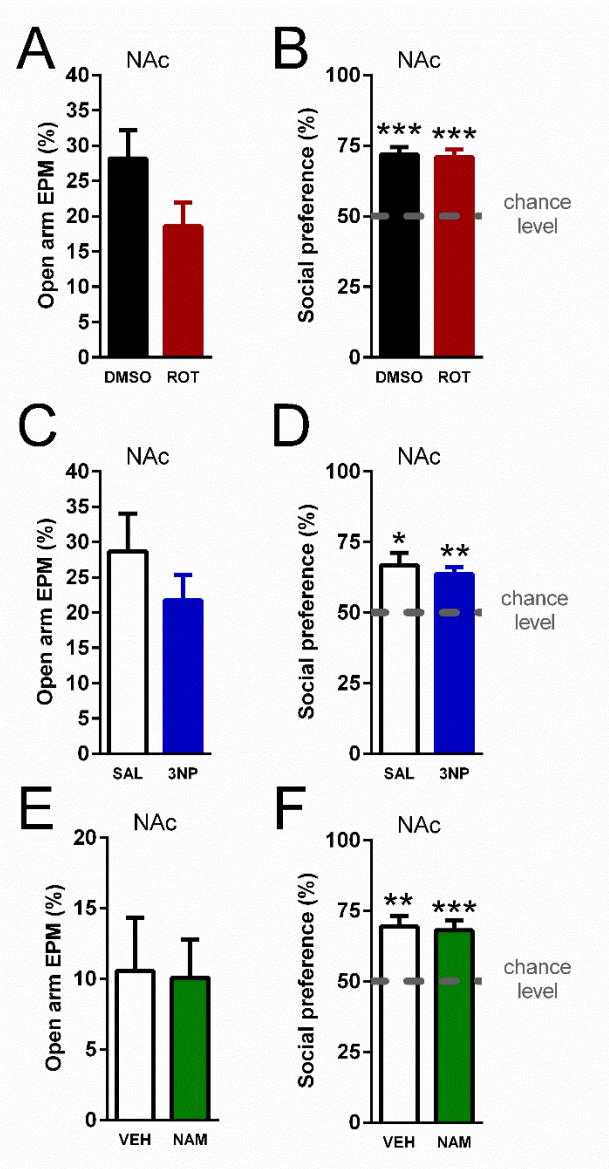 A
NAc
Open arm EPM (%)
40
35
30
25
20
15
10
5
0
DMSO ROT
B
NAc
Social preference (%)
100
75
50
25
0
*** ***
chance
level
DMSO ROT
C
NAc
Open arm EPM (%)
40
35
30
25
20
15
10
5
0
SAL 3NP
D
NAc
Social preference (%)
100
75
50
25
0
* **
chance
level
SAL 3NP
E
NAc
Open arm EPM (%)
20
15
10
5
0
VEH NAM
F
NAc
Social preference (%)
100
75
50
25
0
** ***
chance
level
VEH NAM